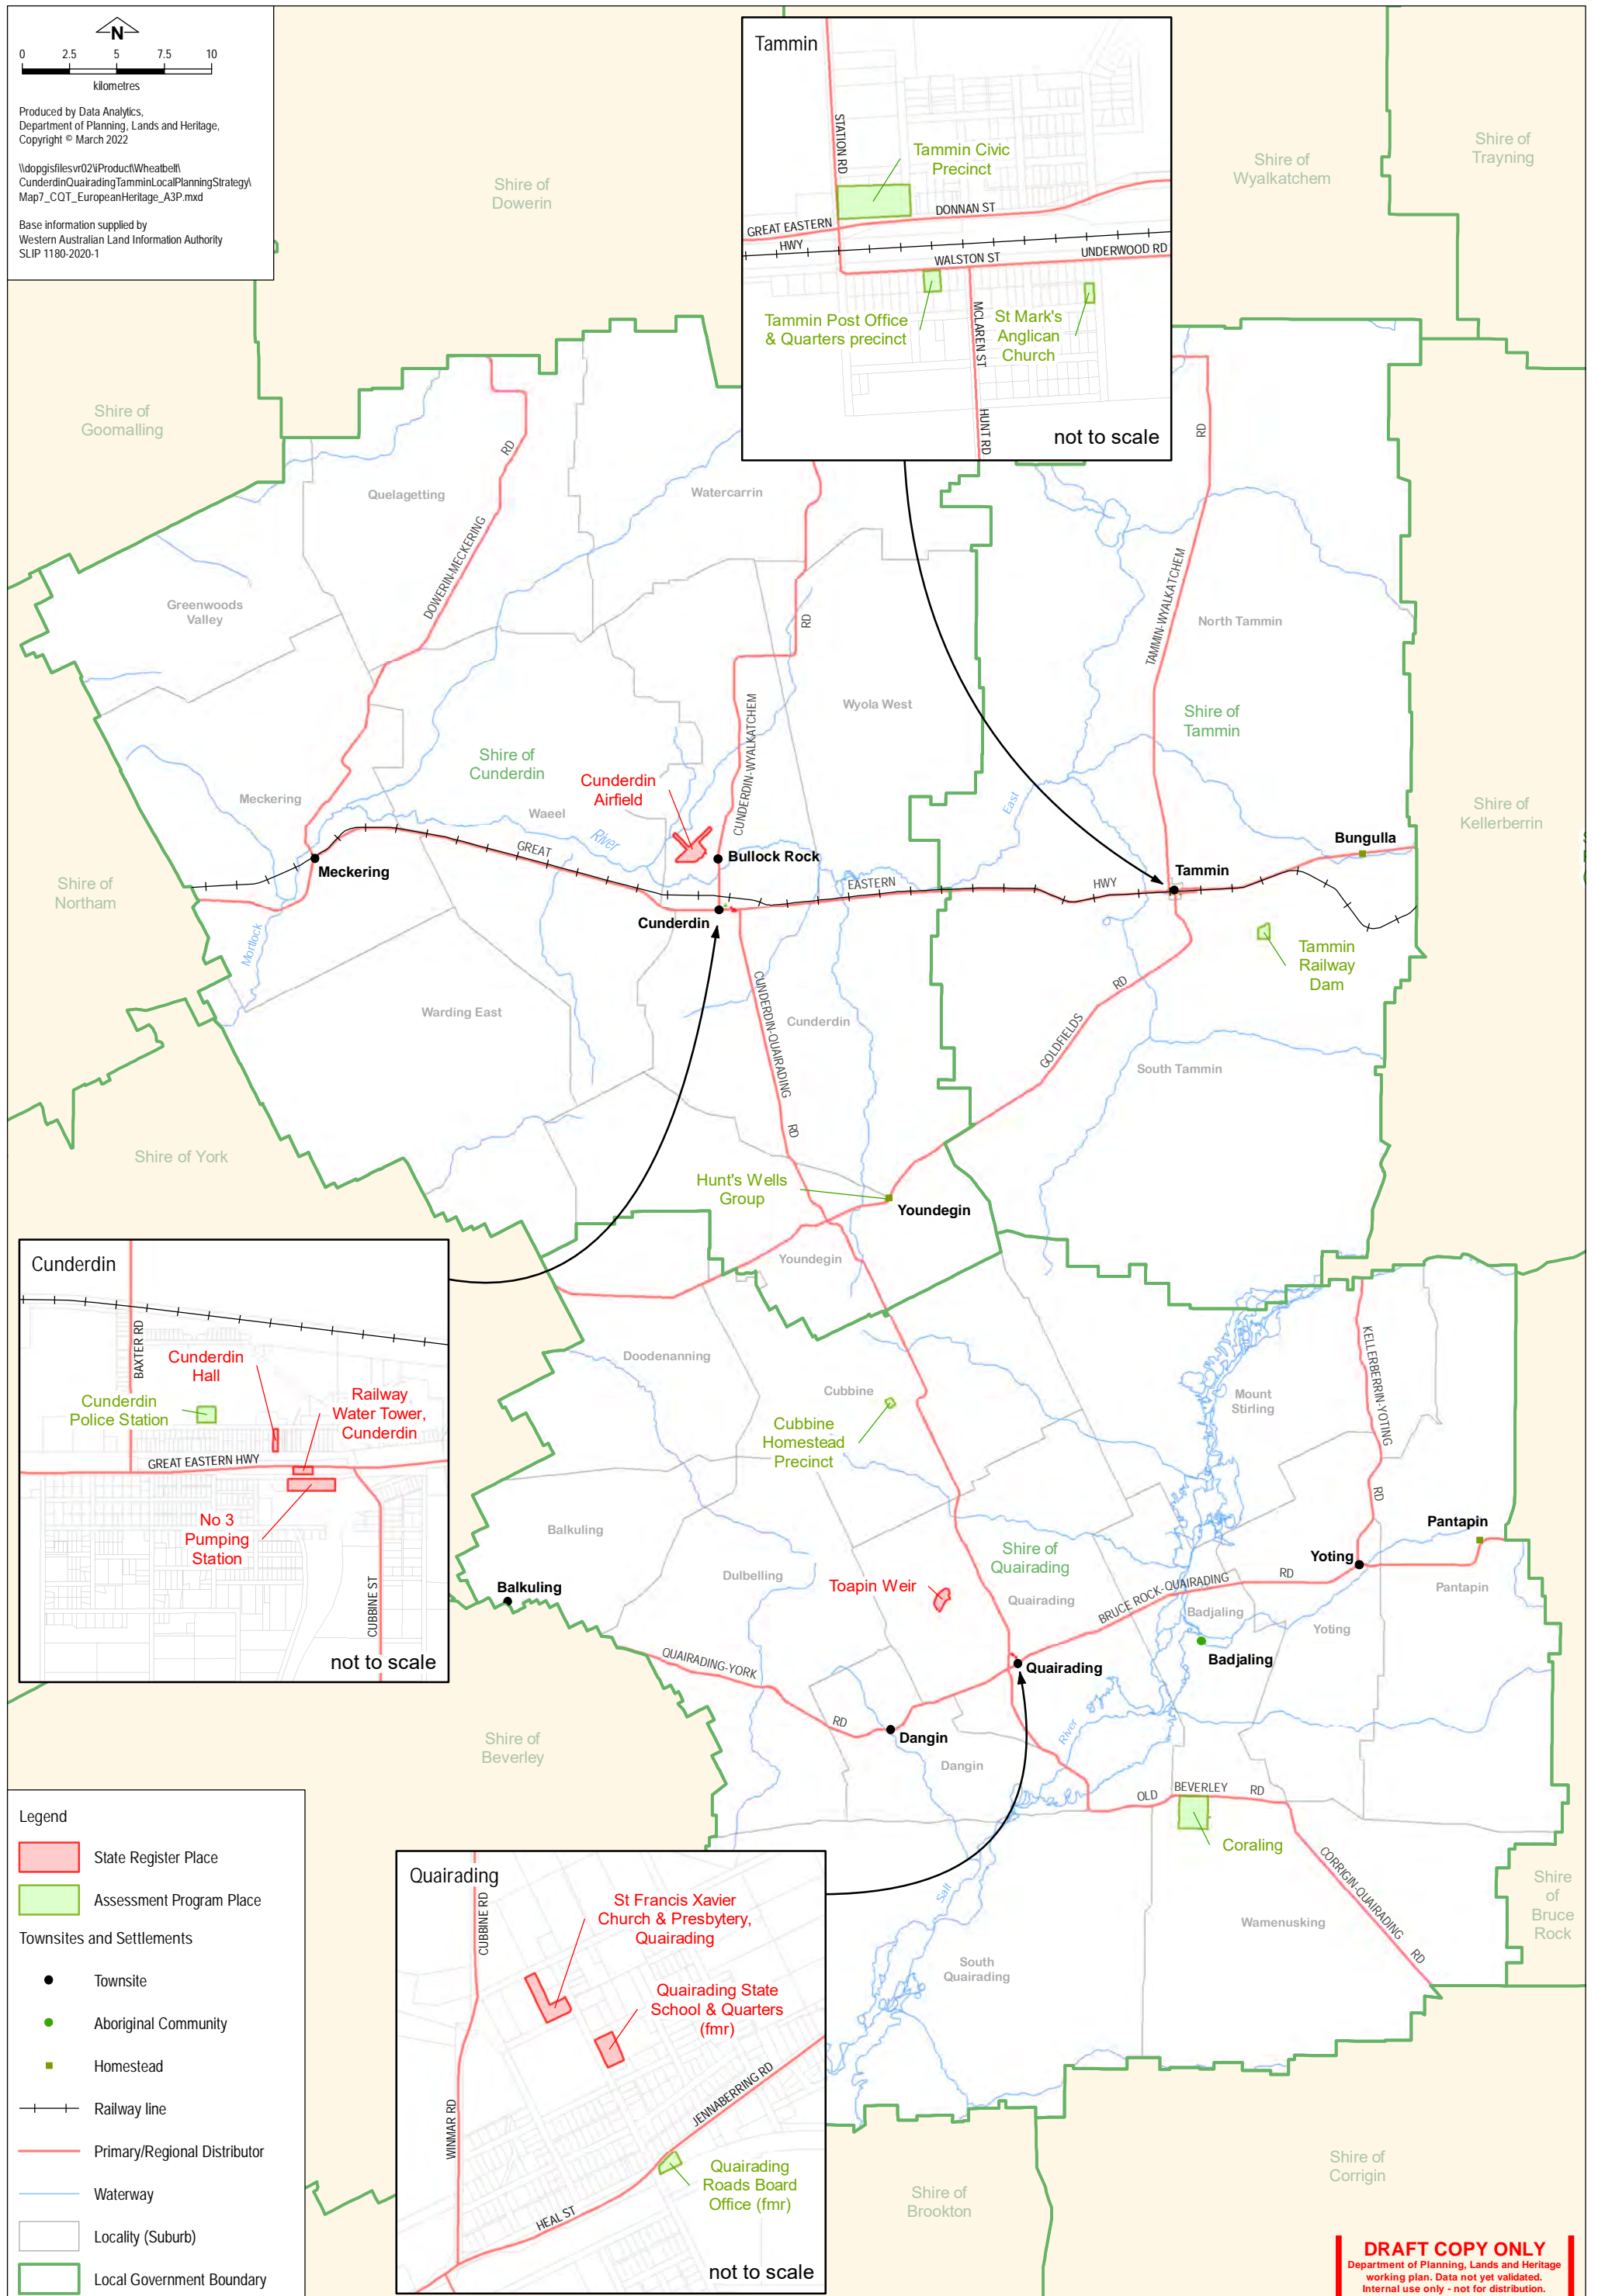 N
0 2.5 5 7.5 10
kilometres
Produced by Data Analytics,
Department of Planning, Lands and Heritage,
Copyright © March 2022
\\dopgisfilesvr02\iProduct\Wheatbelt\
CunderdinQuairadingTamminLocalPlanningStrategy\
Map7_CQT_EuropeanHeritage_A3P.mxd
Base information supplied by
Western Australian Land Information Authority
SLIP 1180-2020-1
Tammin
STATION RD
Tammin Civic
Precinct
DONNAN ST
GREAT EASTERN
HWY
WALSTON ST
UNDERWOOD RD
Tammin Post Office
& Quarters precinct
MCLAREN ST
St Mark's
Anglican
Church
HUNT RD
not to scale
Shire of
Dowerin
Shire of
Wyalkatchem
Shire of
Trayning
Shire of
Goomalling
Quelagetting
RD
DOWERIN-MECKERING
Watercarrin
RD
Greenwoods
Valley
RD
TAMMIN-WYALKATCHEM
North Tammin
Wyola West
CUNDERDIN-WYALKATCHEM
Shire of
Tammin
Shire of
Cunderdin
Cunderdin
Airfield
Meckering
Waeel
River
East
Shire of
Kellerberrin
Bungulla
Meckering
GREAT
Bullock Rock
EASTERN
HWY
Tammin
Shire of
Northam
Cunderdin
Mortlock
Tammin
Railway
Dam
Warding East
CUNDERDIN-QUAIRADING
RD
Cunderdin
GOLDFIELDS
RD
South Tammin
Shire of York
Hunt's Wells
Group
Youndegin
Youndegin
Cunderdin
BAXTER RD
Cunderdin
Hall
Cunderdin
Police Station
Railway
Water Tower,
Cunderdin
GREAT EASTERN HWY
No 3
Pumping
Station
CUBBINE ST
not to scale
Doodenanning
Cubbine
Cubbine
Homestead
Precinct
Mount
Stirling
KELLERBERRIN-YOTING
RD
Pantapin
Balkuling
Shire of
Quairading
Yoting
Balkuling
Dulbelling
Toapin Weir
Quairading
BRUCE ROCK-QUAIRADING
RD
Pantapin
Badjaling
Yoting
Badjaling
QUAIRADING-YORK
RD
Quairading
Dangin
River
Dangin
Shire of
Beverley
OLD
BEVERLEY
RD
Coraling
CORRIGIN-QUAIRADING
RD
Shire
of
Bruce
Rock
Salt
Wamenusking
South
Quairading
Quairading
CUBBINE RD
St Francis Xavier
Church & Presbytery,
Quairading
Quairading State
School & Quarters
(fmr)
WINMAR RD
JENNABERRING RD
Quairading
Roads Board
Office (fmr)
HEAL ST
not to scale
Shire of
Brookton
Shire of
Corrigin
Legend
State Register Place
Assessment Program Place
Townsites and Settlements
Townsite
Aboriginal Community
Homestead
Railway line
Primary/Regional Distributor
Waterway
Locality (Suburb)
Local Government Boundary
DRAFT COPY ONLY
Department of Planning, Lands and Heritage
working plan. Data not yet validated.
Internal use only - not for distribution.